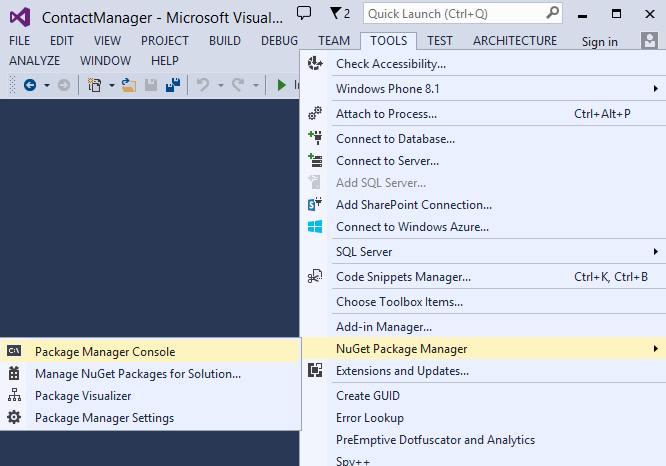 ContactManager - Microsoft Visual...
2
Quick Launch (Ctrl+Q)
FILE EDIT VIEW PROJECT BUILD DEBUG TEAM TOOLS TEST ARCHITECTURE Sign in
ANALYZE WINDOW HELP
Check Accessibility...
Windows Phone 8.1
Attach to Process... Ctrl+Alt+P
Connect to Database...
Connect to Server...
Add SQL Server...
Add SharePoint Connection...
Connect to Windows Azure...
SQL Server
Code Snippets Manager... Ctrl+K, Ctrl+B
Choose Toolbox Items...
Add-in Manager...
NuGet Package Manager
Extensions and Updates...
Create GUID
Error Lookup
PreEmptive Dotfuscator and Analytics
Spy++
C:\
Package Manager Console
Manage NuGet Packages for Solution...
Package Visualizer
Package Manager Settings